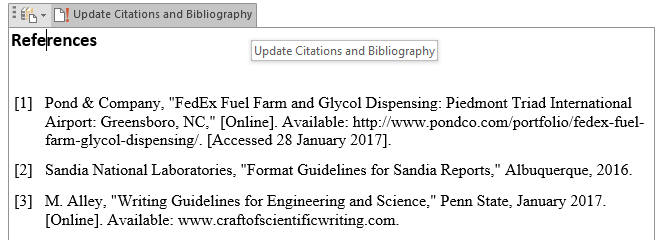 Update Citations and Bibliography
References
Update Citations and Bibliography
[1] Pond & Company, "FedEx Fuel Farm and Glycol Dispensing: Piedmont Triad International
Airport: Greensboro, NC," [Online]. Available: http://www.pondco.com/portfolio/fedex-fuel-
farm-glycol-dispensing/. [Accessed 28 January 2017].
[2] Sandia National Laboratories, "Format Guidelines for Sandia Reports," Albuquerque, 2016.
[3] M. Alley, "Writing Guidelines for Engineering and Science," Penn State, January 2017.
[Online]. Available: www.craftofscientificwriting.com.